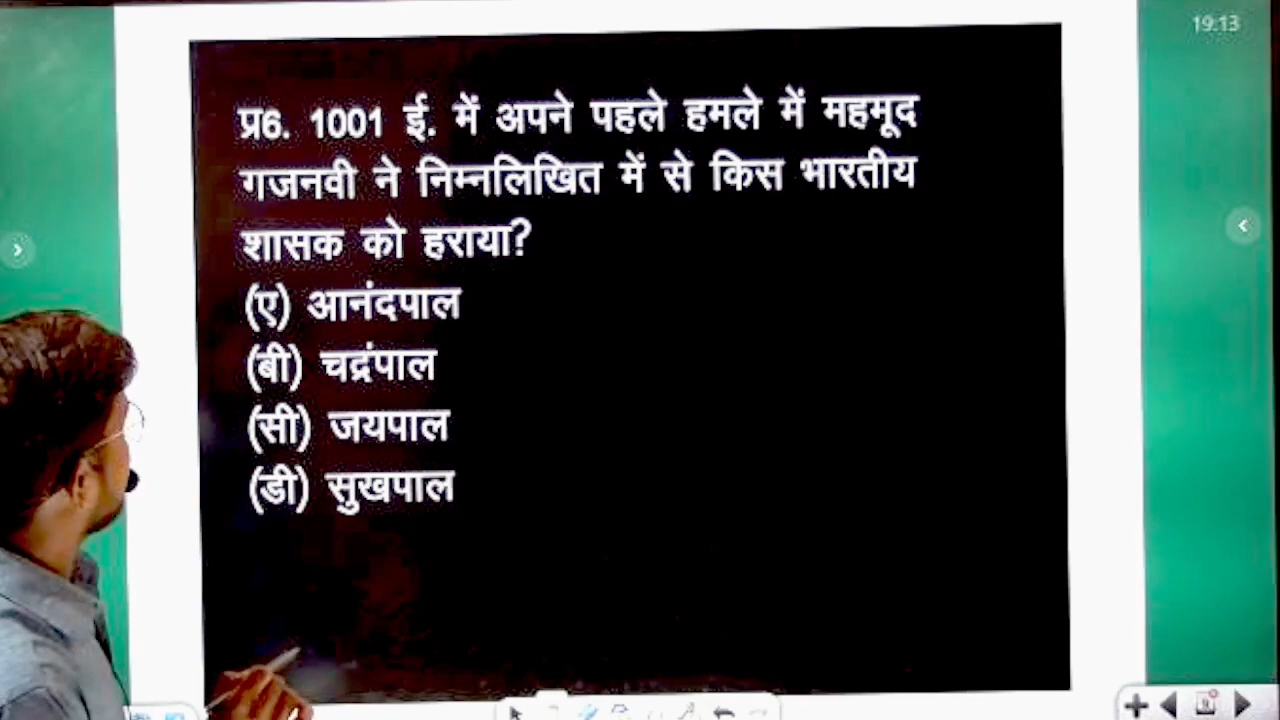 19:13
प्र6. 1001 ई. में अपने पहले हमले में महमूद
गजनवी ने निम्नलिखित में से किस भारतीय
शासक को हराया?
(ए) आनंदपाल
(बी) चद्रंपाल
(सी) जयपाल
(डी) सुखपाल